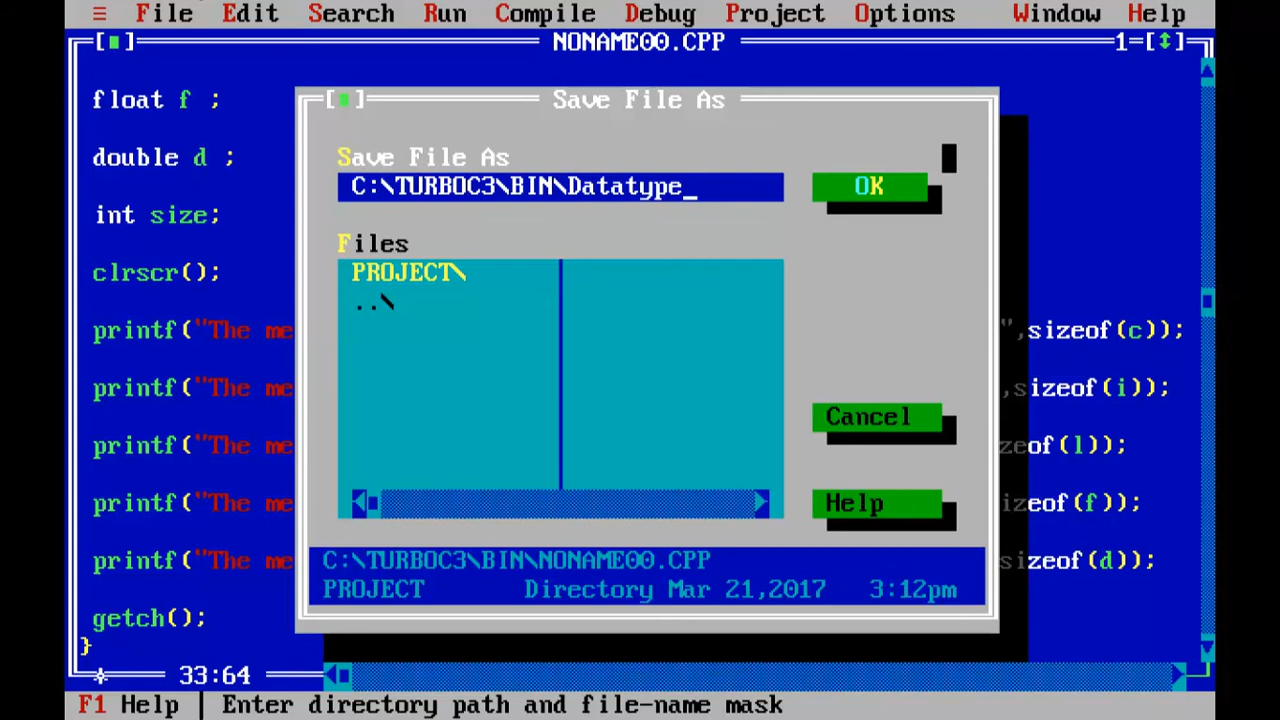 ≡ File Edit Search Run Compile Debug Project Options Window Help
[■] NONAME00.CPP 1=[↕]
float f ;
[■] Save File As
double d ;
Save File As
C:\TURBOC3\BIN\Datatype_
OK
int size;
Files
clrscr();
PROJECT\
..\
printf("The me ",sizeof(c));
printf("The me ,sizeof(i));
Cancel
printf("The me zeof(l));
printf("The me izeof(f));
Help
printf("The me sizeof(d));
C:\TURBOC3\BIN\NONAME00.CPP
PROJECT Directory Mar 21,2017 3:12pm
getch();
}
33:64
F1 Help | Enter directory path and file-name mask